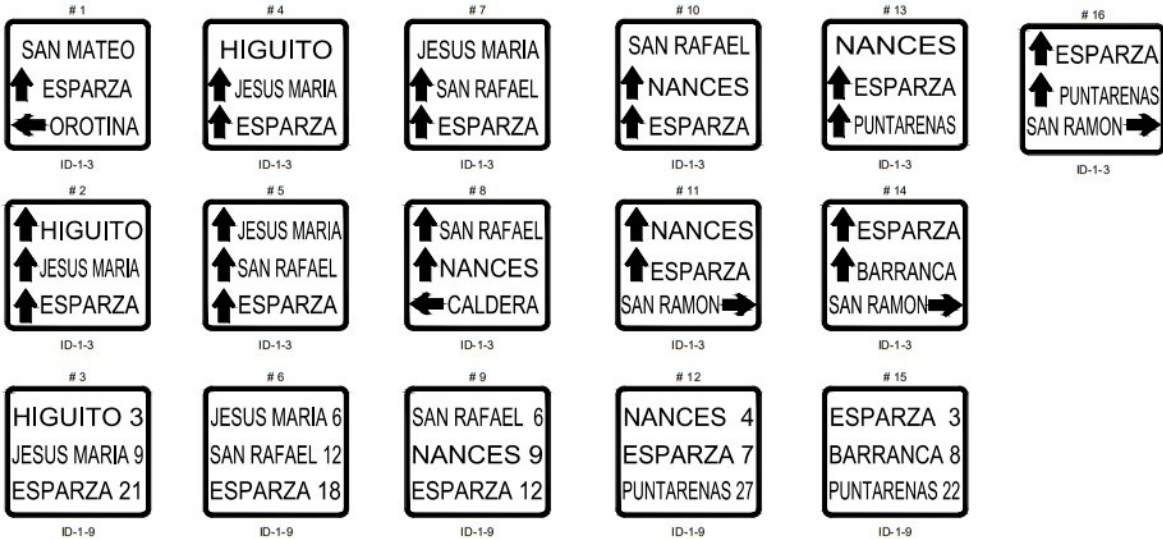 # 1
SAN MATEO
ESPARZA
OROTINA
ID-1-3
# 4
HIGUITO
JESUS MARIA
ESPARZA
ID-1-3
# 7
JESUS MARIA
SAN RAFAEL
ESPARZA
ID-1-3
# 10
SAN RAFAEL
NANCES
ESPARZA
ID-1-3
# 13
NANCES
ESPARZA
PUNTARENAS
ID-1-3
# 16
ESPARZA
PUNTARENAS
SAN RAMON
ID-1-3
# 2
HIGUITO
JESUS MARIA
ESPARZA
ID-1-3
# 5
JESUS MARIA
SAN RAFAEL
ESPARZA
ID-1-3
# 8
SAN RAFAEL
NANCES
CALDERA
ID-1-3
# 11
NANCES
ESPARZA
SAN RAMON
ID-1-3
# 14
ESPARZA
BARRANCA
SAN RAMON
ID-1-3
# 3
HIGUITO 3
JESUS MARIA 9
ESPARZA 21
ID-1-9
# 6
JESUS MARIA 6
SAN RAFAEL 12
ESPARZA 18
ID-1-9
# 9
SAN RAFAEL 6
NANCES 9
ESPARZA 12
ID-1-9
# 12
NANCES 4
ESPARZA 7
PUNTARENAS 27
ID-1-9
# 15
ESPARZA 3
BARRANCA 8
PUNTARENAS 22
ID-1-9